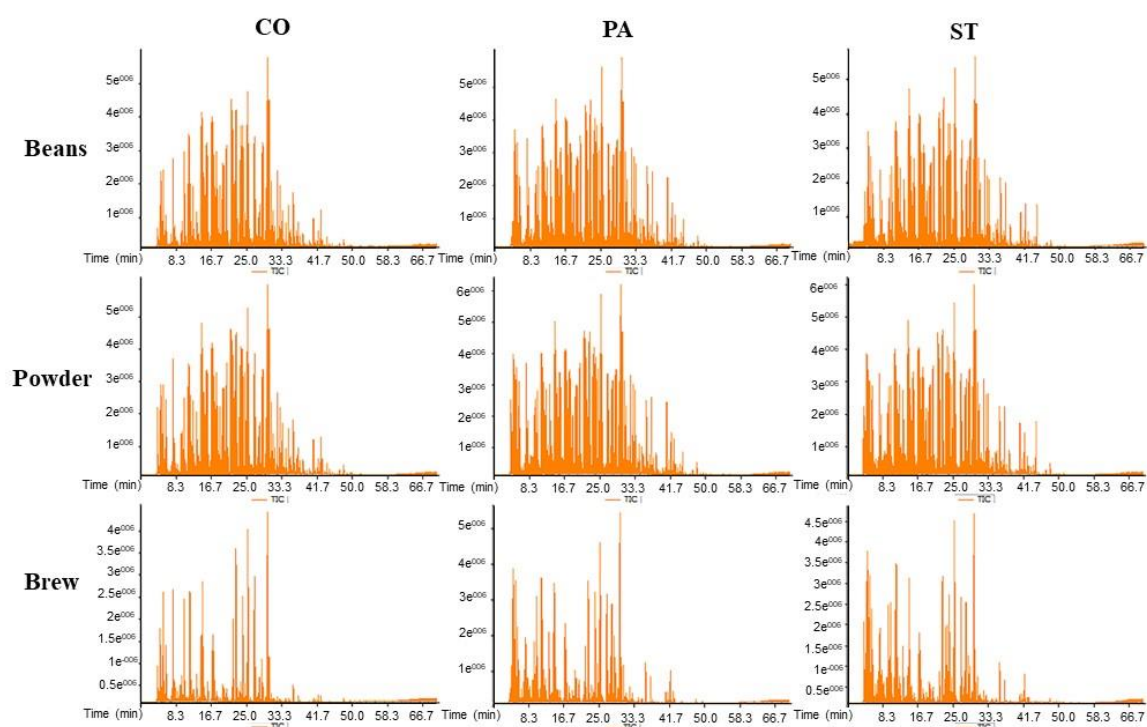 CO PA ST
Beans
5e⁰⁰⁶
4e⁰⁰⁶
3e⁰⁰⁶
2e⁰⁰⁶
1e⁰⁰⁶
Time (min) 8.3 16.7 25.0 33.3 41.7 50.0 58.3 66.7
TIC
5e⁰⁰⁶
4e⁰⁰⁶
3e⁰⁰⁶
2e⁰⁰⁶
1e⁰⁰⁶
Time (min) 8.3 16.7 25.0 33.3 41.7 50.0 58.3 66.7
TIC
5e⁰⁰⁶
4e⁰⁰⁶
3e⁰⁰⁶
2e⁰⁰⁶
1e⁰⁰⁶
Time (min) 8.3 16.7 25.0 33.3 41.7 50.0 58.3 66.7
TIC
Powder
5e⁰⁰⁶
4e⁰⁰⁶
3e⁰⁰⁶
2e⁰⁰⁶
1e⁰⁰⁶
Time (min) 8.3 16.7 25.0 33.3 41.7 50.0 58.3 66.7
TIC
6e⁰⁰⁶
5e⁰⁰⁶
4e⁰⁰⁶
3e⁰⁰⁶
2e⁰⁰⁶
1e⁰⁰⁶
Time (min) 8.3 16.7 25.0 33.3 41.7 50.0 58.3 66.7
TIC
6e⁰⁰⁶
5e⁰⁰⁶
4e⁰⁰⁶
3e⁰⁰⁶
2e⁰⁰⁶
1e⁰⁰⁶
Time (min) 8.3 16.7 25.0 33.3 41.7 50.0 58.3 66.7
TIC
Brew
4e⁰⁰⁶
3.5e⁰⁰⁶
3e⁰⁰⁶
2.5e⁰⁰⁶
2e⁰⁰⁶
1.5e⁰⁰⁶
1e⁻⁰⁰⁶
0.5e⁰⁰⁶
Time (min) 8.3 16.7 25.0 33.3 41.7 50.0 58.3 66.7
5e⁰⁰⁶
4e⁰⁰⁶
3e⁰⁰⁶
2e⁰⁰⁶
1e⁰⁰⁶
Time (min) 8.3 16.7 25.0 33.3 41.7 50.0 58.3 66.7
4.5e⁰⁰⁶
4e⁰⁰⁶
3.5e⁰⁰⁶
3e⁰⁰⁶
2.5e⁰⁰⁶
2e⁰⁰⁶
1.5e⁰⁰⁶
1e⁰⁰⁶
0.5e⁰⁰⁶
Time (min) 8.3 16.7 25.0 33.3 41.7 50.0 58.3 66.7